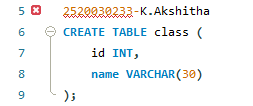 5 2520030233-K.Akshitha
6 CREATE TABLE class (
7 id INT,
8 name VARCHAR(30)
9 );